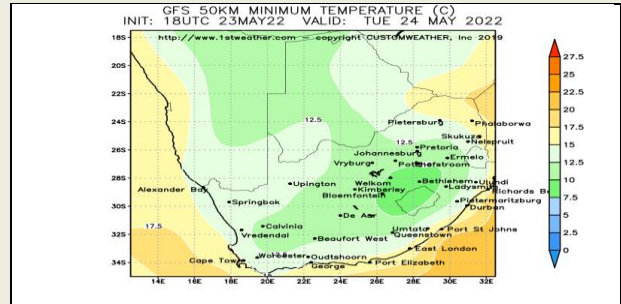 GFS 50KM MINIMUM TEMPERATURE (C)
INIT: 18UTC 23MAY22 VALID: TUE 24 MAY 2022
18S
http://www.1stweather.com copyright CUSTOMWEATHER, Inc 2019
27.5
20S
25
22S
22.5
20
24S
12.5
Pietersburg
Phalaborwa
17.5
Skukuza
26S
12.5
Pretoria
Nelspruit
15
Johannesburg
Vryburg
Potchefstroom
Ermelo
12.5
28S
Alexander Bay
Upington
Welkom
Kimberley
Bethlehem
Ulundi
Ladysmith
10
Bloemfontein
Richards B
7.5
30S
Springbok
De Aar
Pietermaritzburg
Durban
5
17.5
Calvinia
Umtata
Port St Johns
2.5
32S
Vredendal
Beaufort West
Queenstown
0
East London
34S
Cape Town
Worcester
Oudtshoorn
George
Port Elizabeth
14E 16E 18E 20E 22E 24E 26E 28E 30E 32E